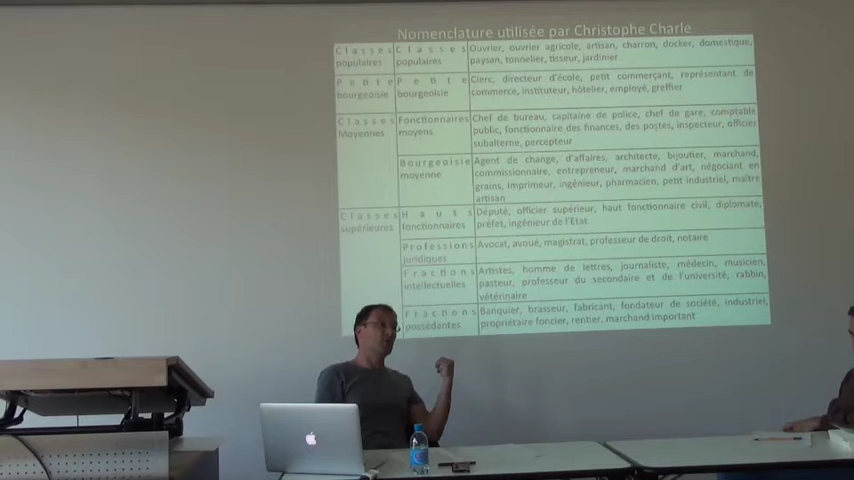 Nomenclature utilisée par Christophe Charle
Classes populaires
Classes populaires
Ouvrier, ouvrier agricole, artisan, charron, docker, domestique,
paysan, tonnelier, tisseur, jardinier
Petite bourgeoisie
Petite bourgeoisie
Clerc, directeur d'école, petit commerçant, représentant de
commerce, instituteur, hôtelier, employé, greffier
Classes Moyennes
Fonctionnaires moyens
Chef de bureau, capitaine de police, chef de gare, comptable
public, fonctionnaire des finances, des postes, inspecteur, officier
subalterne, percepteur
Bourgeoisie moyenne
Agent de change, d'affaires, architecte, bijoutier, marchand,
commissionnaire, entrepreneur, marchand d'art, négociant en
grains, imprimeur, ingénieur, pharmacien, petit industriel, maître
artisan
Classes supérieures
Hauts fonctionnaires
Député, officier supérieur, haut fonctionnaire civil, diplomate,
préfet, ingénieur de l'Etat
Professions juridiques
Avocat, avoué, magistrat, professeur de droit, notaire
Fractions intellectuelles
Artistes, homme de lettres, journaliste, médecin, musicien,
pasteur, professeur du secondaire et de l'université, rabbin,
vétérinaire
Fractions possédantes
Banquier, brasseur, fabricant, fondateur de société, industriel,
propriétaire foncier, rentier, marchand important